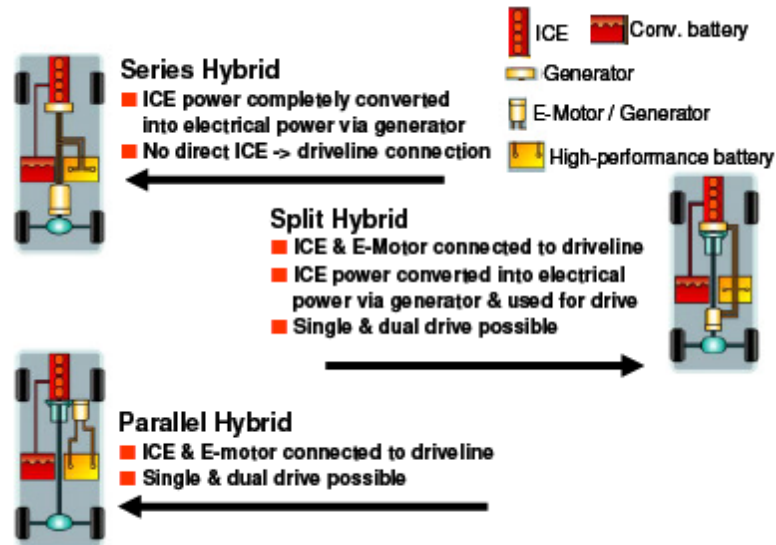 ICE
Conv. battery
Generator
E-Motor / Generator
High-performance battery
Series Hybrid
ICE power completely converted
into electrical power via generator
No direct ICE -> driveline connection
Split Hybrid
ICE & E-Motor connected to driveline
ICE power converted into electrical
power via generator & used for drive
Single & dual drive possible
Parallel Hybrid
ICE & E-motor connected to driveline
Single & dual drive possible